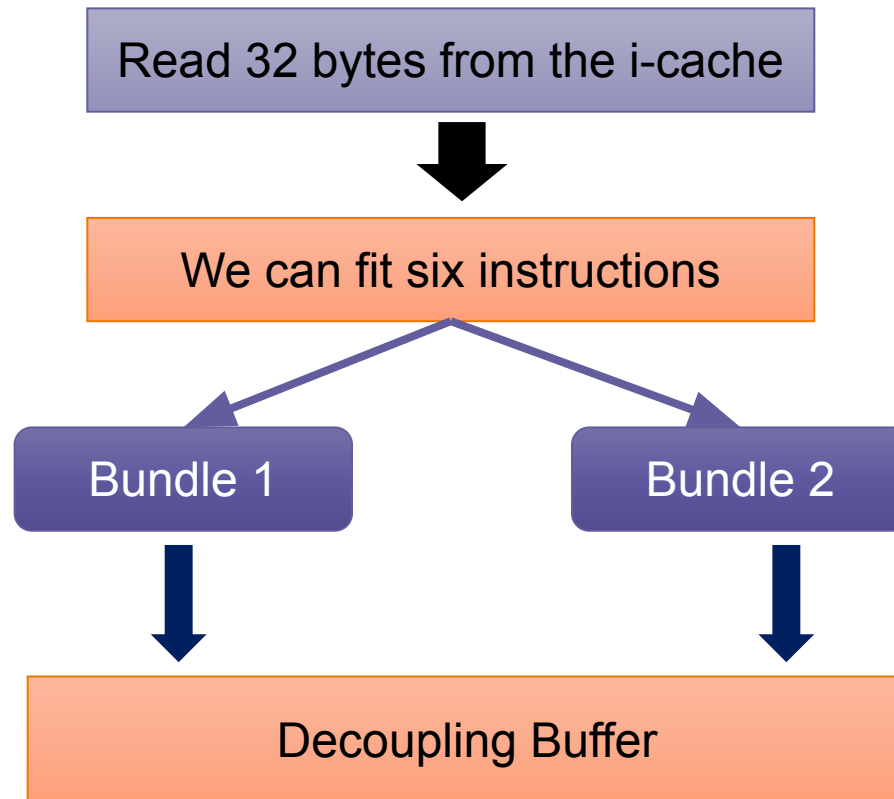 Read 32 bytes from the i-cache
We can fit six instructions
Bundle 1
Bundle 2
Decoupling Buffer